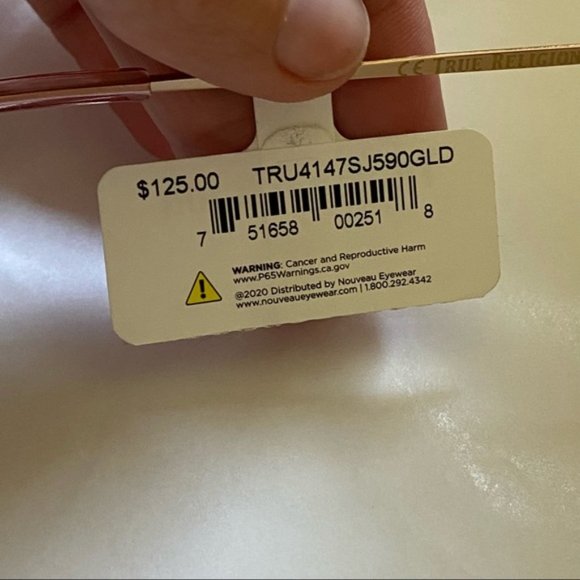 CE TRUE RELIGION
$125.00 TRU4147SJ590GLD
7 51658 00251 8
WARNING: Cancer and Reproductive Harm
www.P65Warnings.ca.gov
@2020 Distributed by Nouveau Eyewear
www.nouveaueyewear.com | 1.800.292.4342